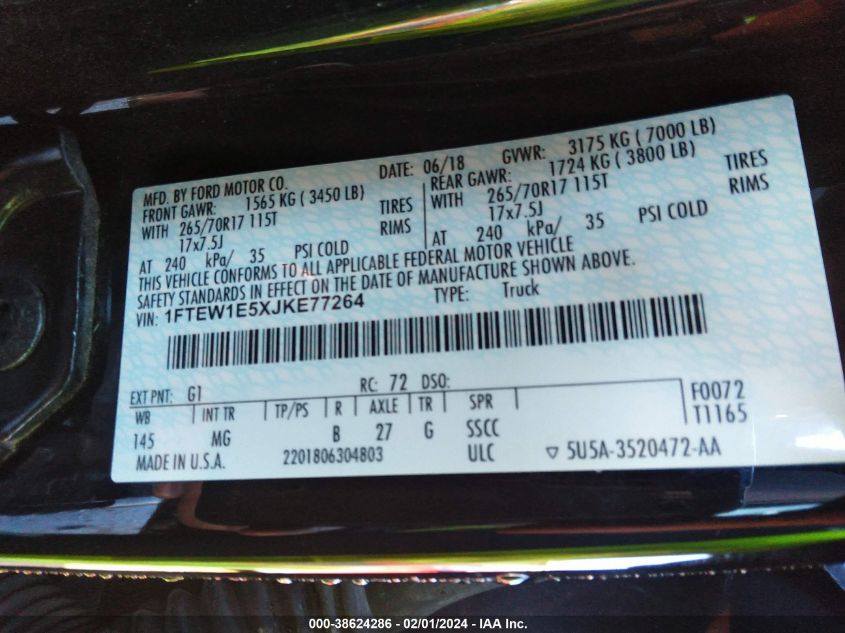 MFD. BY FORD MOTOR CO. DATE: 06/18 GVWR: 3175 KG ( 7000 LB)
FRONT GAWR: 1565 KG ( 3450 LB) REAR GAWR: 1724 KG ( 3800 LB)
WITH 265/70R17 115T TIRES WITH 265/70R17 115T TIRES
17x7.5J RIMS 17x7.5J RIMS
AT 240 kPa/ 35 PSI COLD AT 240 kPa/ 35 PSI COLD
THIS VEHICLE CONFORMS TO ALL APPLICABLE FEDERAL MOTOR VEHICLE
SAFETY STANDARDS IN EFFECT ON THE DATE OF MANUFACTURE SHOWN ABOVE.
VIN: 1FTEW1E5XJKE77264 TYPE: Truck
EXT PNT: G1 RC: 72 DSO:
WB INT TR TP/PS R AXLE TR SPR F0072
145 MG B 27 G SSCC T1165
MADE IN U.S.A. 2201806304803 ULC ▽ 5U5A-3520472-AA
000-38624286 - 02/01/2024 - IAA Inc.